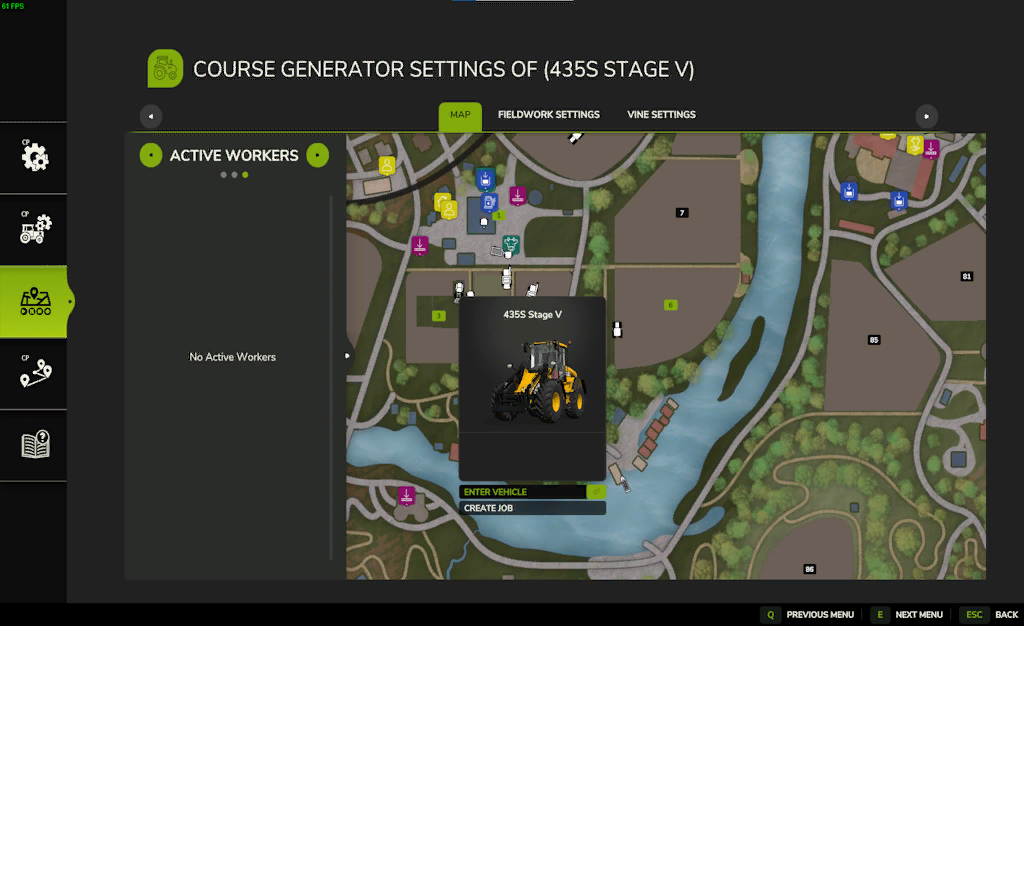 61 FPS
COURSE GENERATOR SETTINGS OF (435S STAGE V)
MAP
FIELDWORK SETTINGS
VINE SETTINGS
CP
ACTIVE WORKERS
No Active Workers
CP
CP
1
7
81
3
6
85
86
435S Stage V
ENTER VEHICLE
CREATE JOB
Q PREVIOUS MENU
E NEXT MENU
ESC BACK